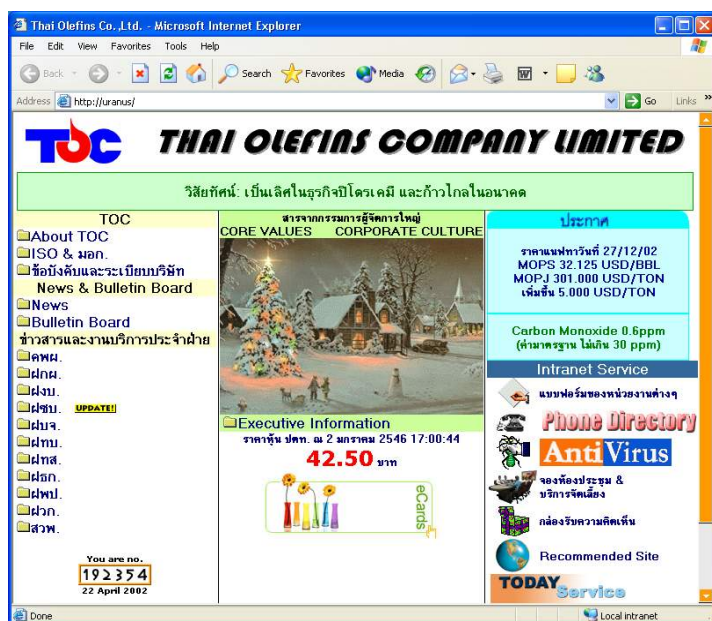 Thai Olefins Co. ,Ltd. - Microsoft Internet Explorer
File Edit View Favorites Tools Help
Back Search Favorites Media
Address http://uranus/ Go Links »
TOC THAI OLEFINS COMPANY LIMITED
วิสัยทัศน์: เป็นเลิศในธุรกิจปิโตรเคมี และก้าวไกลในอนาคต
TOC
About TOC
ISO & มอก.
ข้อบังคับและระเบียบบริษัท
News & Bulletin Board
News
Bulletin Board
ข่าวสารและงานบริการประจำฝ่าย
คพผ.
ฝกผ.
ฝงบ.
ฝซบ. UPDATE!
ฝบจ.
ฝทบ.
ฝทส.
ฝธก.
ฝพป.
ฝวก.
สวพ.
You are no.
192354
22 April 2002
สารจากกรรมการผู้จัดการใหญ่
CORE VALUES CORPORATE CULTURE
Executive Information
ราคาหุ้น ปตท. ณ 2 มกราคม 2546 17:00:44
42.50 บาท
eCards
ประกาศ
ราคาแนฟทาวันที่ 27/12/02
MOPS 32.125 USD/BBL
MOPJ 301.000 USD/TON
เพิ่มขึ้น 5.000 USD/TON
Carbon Monoxide 0.6ppm
(ค่ามาตรฐาน ไม่เกิน 30 ppm)
Intranet Service
แบบฟอร์มของหน่วยงานต่างๆ
Phone Directory
AntiVirus
จองห้องประชุม &
บริการจัดเลี้ยง
กล่องรับความคิดเห็น
Recommended Site
TODAY Service
Done Local intranet